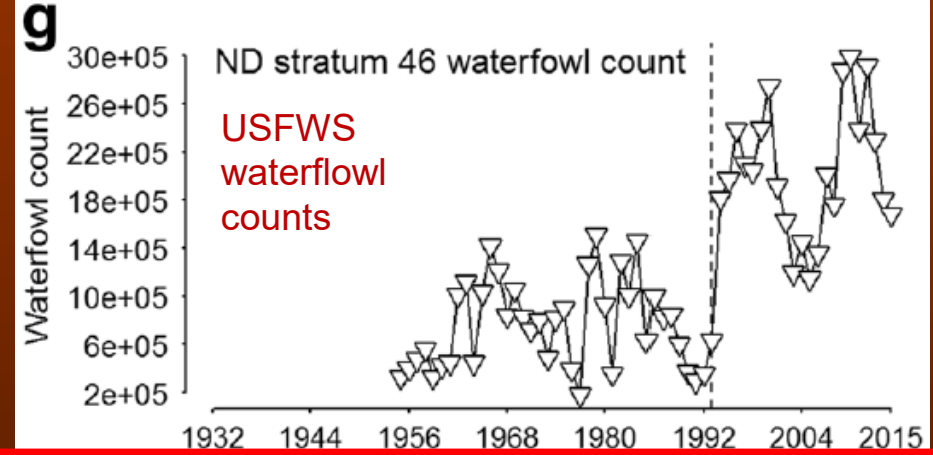 g
30e+05
ND stratum 46 waterfowl count
26e+05
USFWS
waterflowl
counts
22e+05
18e+05
14e+05
10e+05
6e+05
2e+05
Waterfowl count
1932 1944 1956 1968 1980 1992 2004 2015